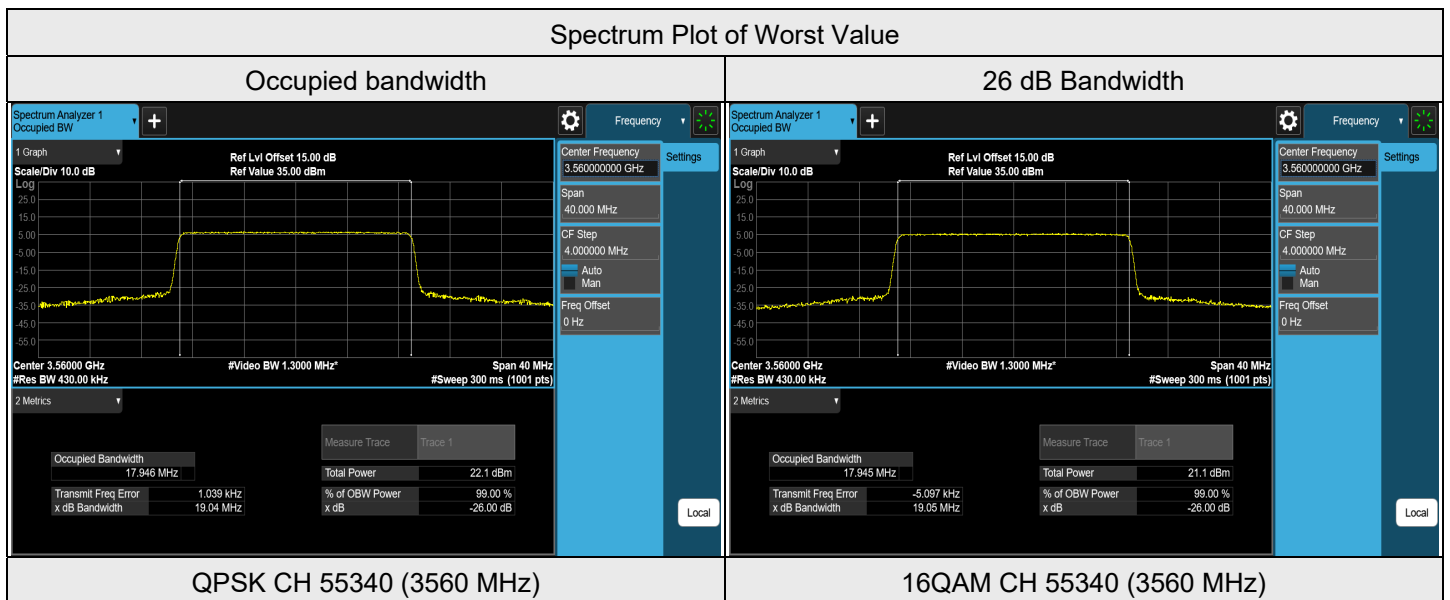 Spectrum Plot of Worst Value
Occupied bandwidth
26 dB Bandwidth
Spectrum Analyzer 1
Occupied BW
+
Frequency
1 Graph
Scale/Div 10.0 dB
Ref Lvl Offset 15.00 dB
Ref Value 35.00 dBm
Log
25.0
15.0
5.00
-5.00
-15.0
-25.0
-35.0
-45.0
-55.0
Center 3.56000 GHz
#Res BW 430.00 kHz
#Video BW 1.3000 MHz*
Span 40 MHz
#Sweep 300 ms (1001 pts)
Center Frequency
3.560000000 GHz
Settings
Span
40.000 MHz
CF Step
4.000000 MHz
Auto
Man
Freq Offset
0 Hz
2 Metrics
Measure Trace Trace 1
Occupied Bandwidth
17.946 MHz
Total Power 22.1 dBm
Transmit Freq Error 1.039 kHz
% of OBW Power 99.00 %
x dB Bandwidth 19.04 MHz
x dB -26.00 dB
Local
Spectrum Analyzer 1
Occupied BW
+
Frequency
1 Graph
Scale/Div 10.0 dB
Ref Lvl Offset 15.00 dB
Ref Value 35.00 dBm
Log
25.0
15.0
5.00
-5.00
-15.0
-25.0
-35.0
-45.0
-55.0
Center 3.56000 GHz
#Res BW 430.00 kHz
#Video BW 1.3000 MHz*
Span 40 MHz
#Sweep 300 ms (1001 pts)
Center Frequency
3.560000000 GHz
Settings
Span
40.000 MHz
CF Step
4.000000 MHz
Auto
Man
Freq Offset
0 Hz
2 Metrics
Measure Trace Trace 1
Occupied Bandwidth
17.945 MHz
Total Power 21.1 dBm
Transmit Freq Error -5.097 kHz
% of OBW Power 99.00 %
x dB Bandwidth 19.05 MHz
x dB -26.00 dB
Local
QPSK CH 55340 (3560 MHz)
16QAM CH 55340 (3560 MHz)